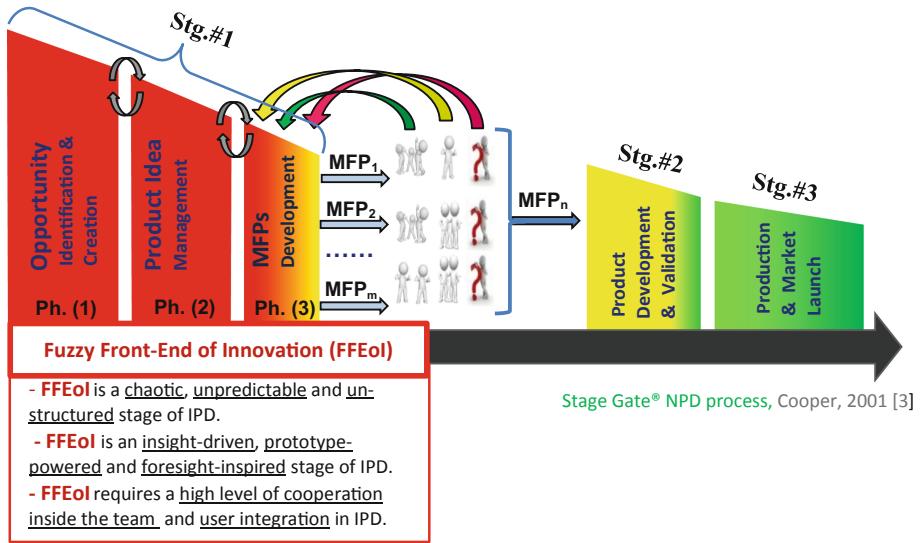 Stg.#1
Opportunity
Identification &
Creation
Ph. (1)
Product Idea
Management
Ph. (2)
MFPs
Development
Ph. (3)
MFP1
MFP2
......
MFPm
MFPn
Stg.#2
Product
Development
& Validation
Stg.#3
Production
& Market
Launch
Fuzzy Front-End of Innovation (FFEoI)
- FFEoI is a chaotic, unpredictable and un-
structured stage of IPD.
- FFEoI is an insight-driven, prototype-
powered and foresight-inspired stage of IPD.
- FFEoI requires a high level of cooperation
inside the team and user integration in IPD.
Stage Gate® NPD process, Cooper, 2001 [3]